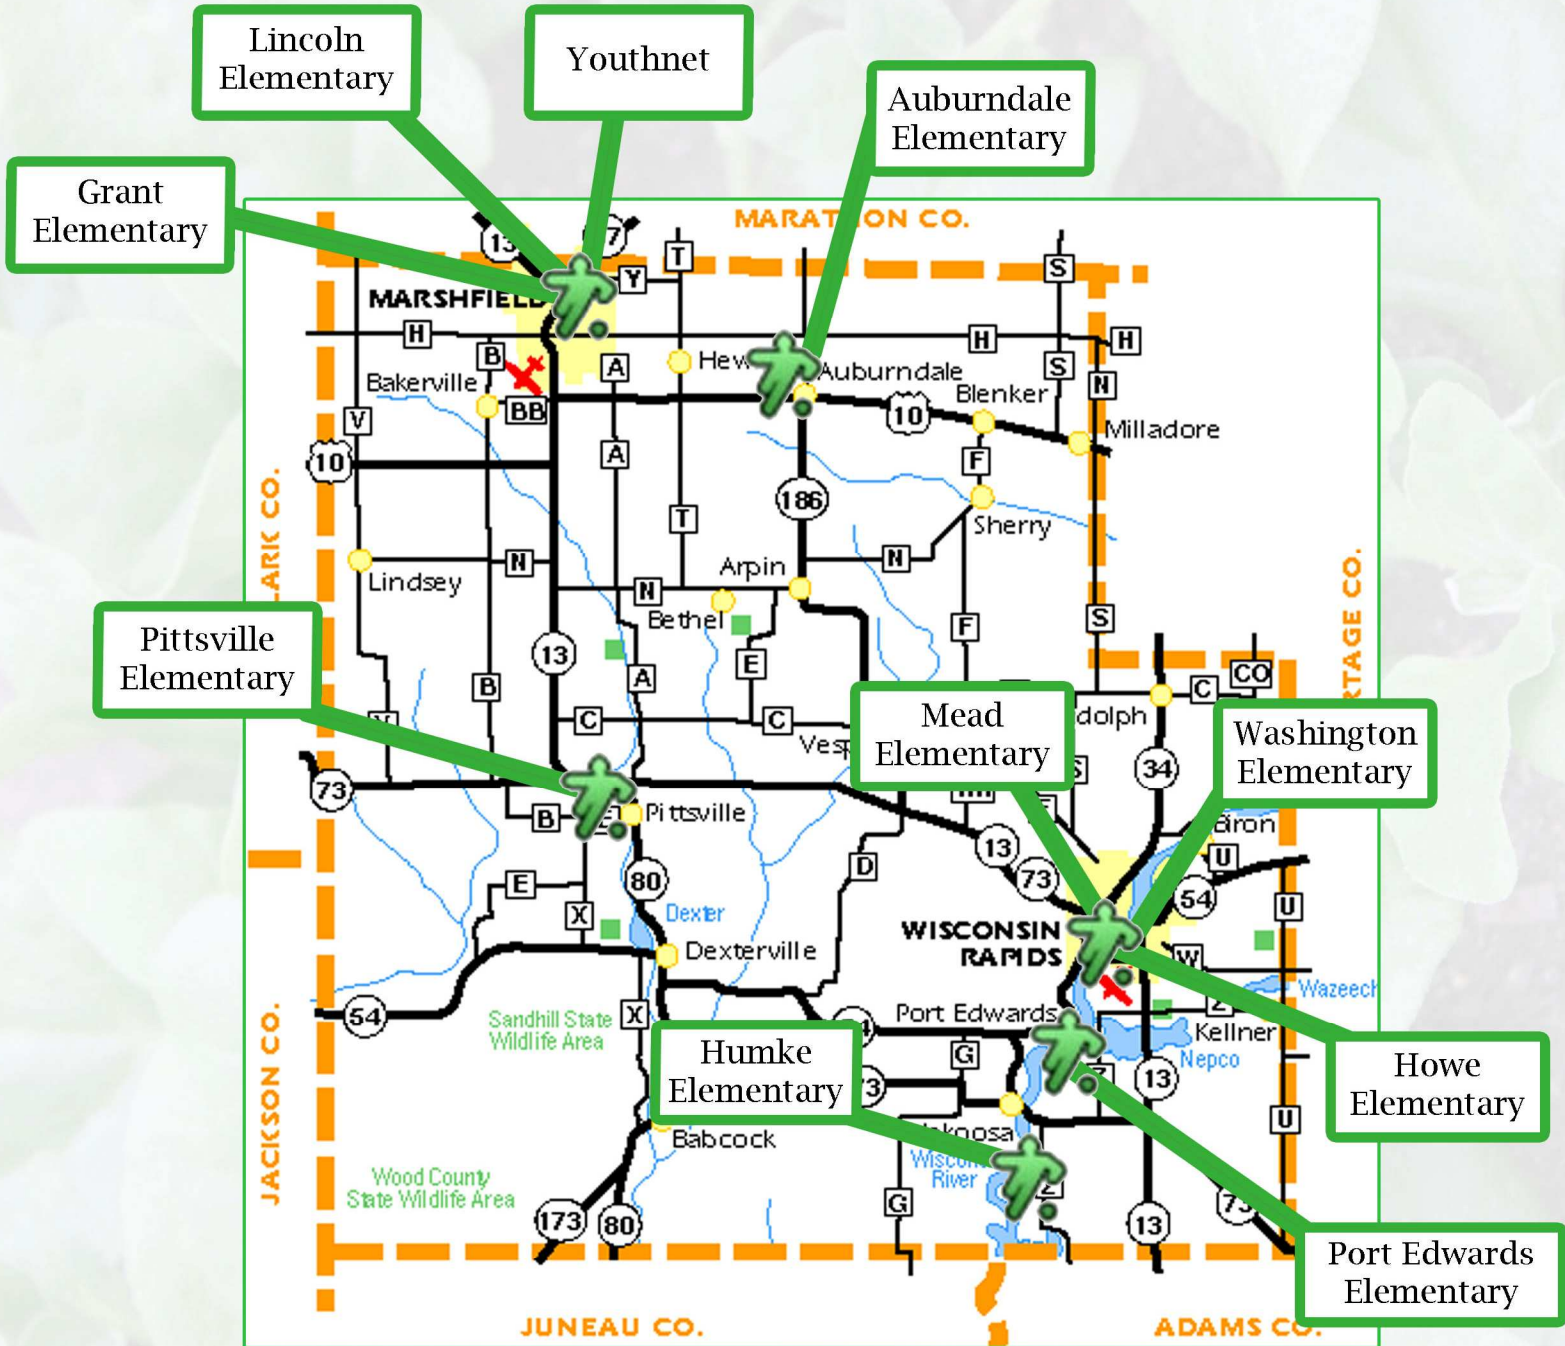 Lincoln
Elementary
Youthnet
Auburndale
Elementary
Grant
Elementary
MARATHON CO.
13
T
S
Y
MARSHFIELD
H
H
H
B
A
S
N
Auburndale
Bakerville
BB
Blenker
10
V
Milladore
A
F
10
186
T
Sherry
N
Arpin
N
Lindsey
N
Bethel
S
F
Pittsville
Elementary
13
E
A
B
CO
C
C
C
Mead
Elementary
Washington
Elementary
34
73
B
Pittsville
Biron
13
U
D
73
80
E
54
X
Dexter
U
WISCONSIN
RAPIDS
Dexterville
W
54
X
Port Edwards
Sandhill State
Wildlife Area
Kellner
Nepco
G
Humke
Elementary
13
Howe
Elementary
U
Babcock
Wood County
State Wildlife Area
River
G
173
80
13
Port Edwards
Elementary
JACKSON CO.
JUNEAU CO.
ADAMS CO.